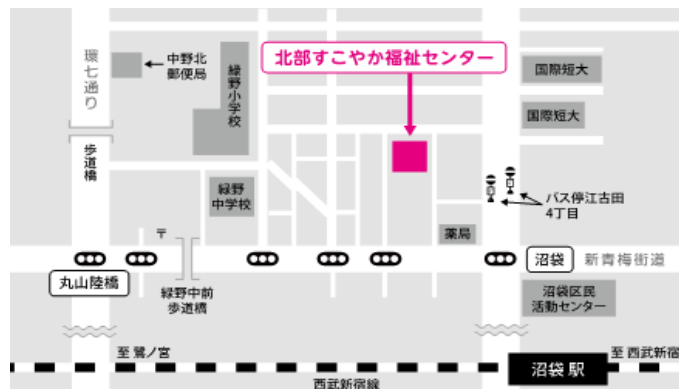 北部すこやか福祉センター
環七通り
中野北
郵便局
緑野小学校
国際短大
国際短大
歩道橋
緑野
中学校
バス停江古田
4丁目
薬局
〒
沼袋
新青梅街道
丸山陸橋
緑野中前
歩道橋
沼袋区民
活動センター
至 鷺ノ宮
西武新宿線
沼袋 駅
至 西武新宿